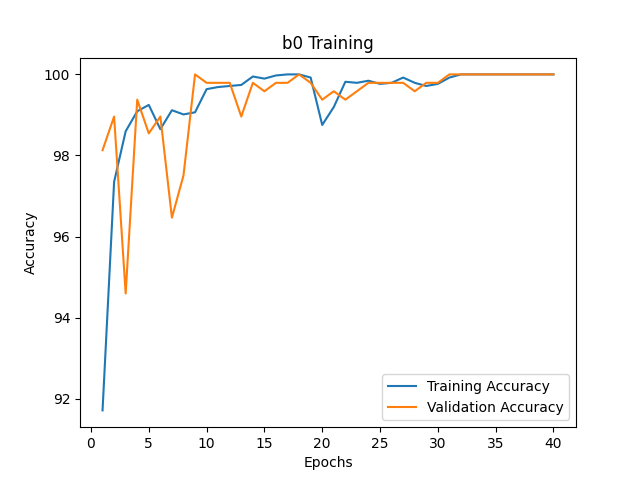 b0 Training
Accuracy
100
98
96
94
92
0 5 10 15 20 25 30 35 40
Epochs
Training Accuracy
Validation Accuracy